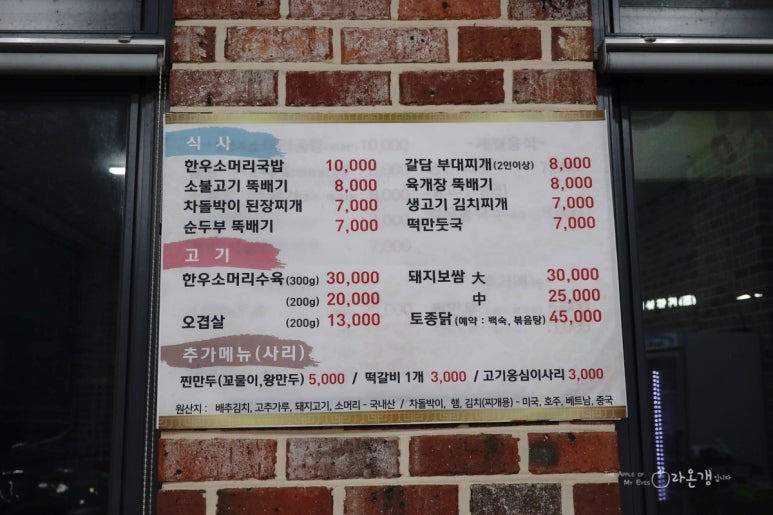 식 사
한우소머리국밥 10,000 갈담 부대찌개(2인이상) 8,000
소불고기 뚝배기 8,000 육개장 뚝배기 8,000
차돌박이 된장찌개 7,000 생고기 김치찌개 7,000
순두부 뚝배기 7,000 떡만둣국 7,000
고 기
한우소머리수육 (300g) 30,000 돼지보쌈 大 30,000
(200g) 20,000 中 25,000
오겹살 (200g) 13,000 토종닭 (예약 : 백숙, 볶음탕) 45,000
추가메뉴(사리)
찐만두(꼬물이,왕만두) 5,000 / 떡갈비 1개 3,000 / 고기옹심이사리 3,000
원산지 : 배추김치, 고추가루, 돼지고기, 소머리 - 국내산 / 차돌박이, 햄, 김치(찌개용) - 미국, 호주, 베트남, 중국
The Apple of
My Eyes 라온갱입니다